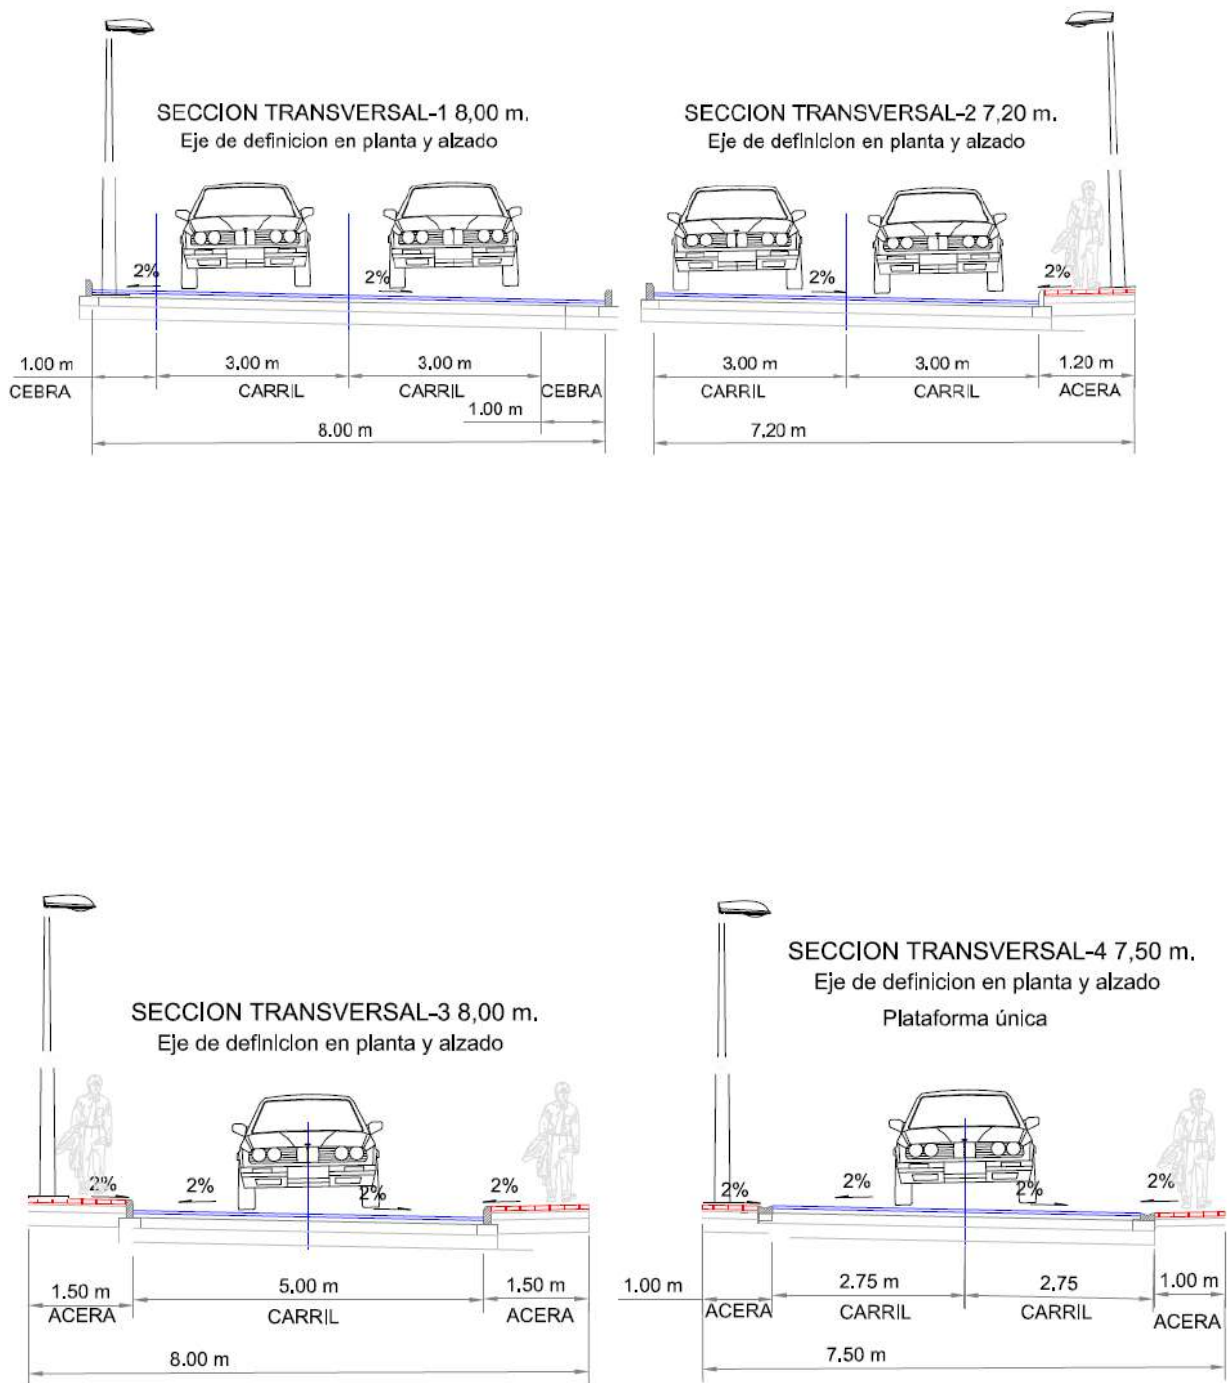 SECCION TRANSVERSAL-1 8,00 m.
Eje de definicion en planta y alzado
2%
2%
1.00 m
3.00 m
3.00 m
CEBRA
CARRIL
CARRIL
CEBRA
1.00 m
8.00 m
SECCION TRANSVERSAL-2 7,20 m.
Eje de definicion en planta y alzado
2%
2%
3.00 m
3.00 m
1.20 m
CARRIL
CARRIL
ACERA
7,20 m
SECCION TRANSVERSAL-3 8,00 m.
Eje de definicion en planta y alzado
2%
2%
2%
2%
1.50 m
5.00 m
1.50 m
ACERA
CARRIL
ACERA
8.00 m
SECCION TRANSVERSAL-4 7,50 m.
Eje de definicion en planta y alzado
Plataforma única
2%
2%
2%
2%
1.00 m
2.75 m
2,75
1.00 m
ACERA
CARRIL
CARRIL
ACERA
7.50 m